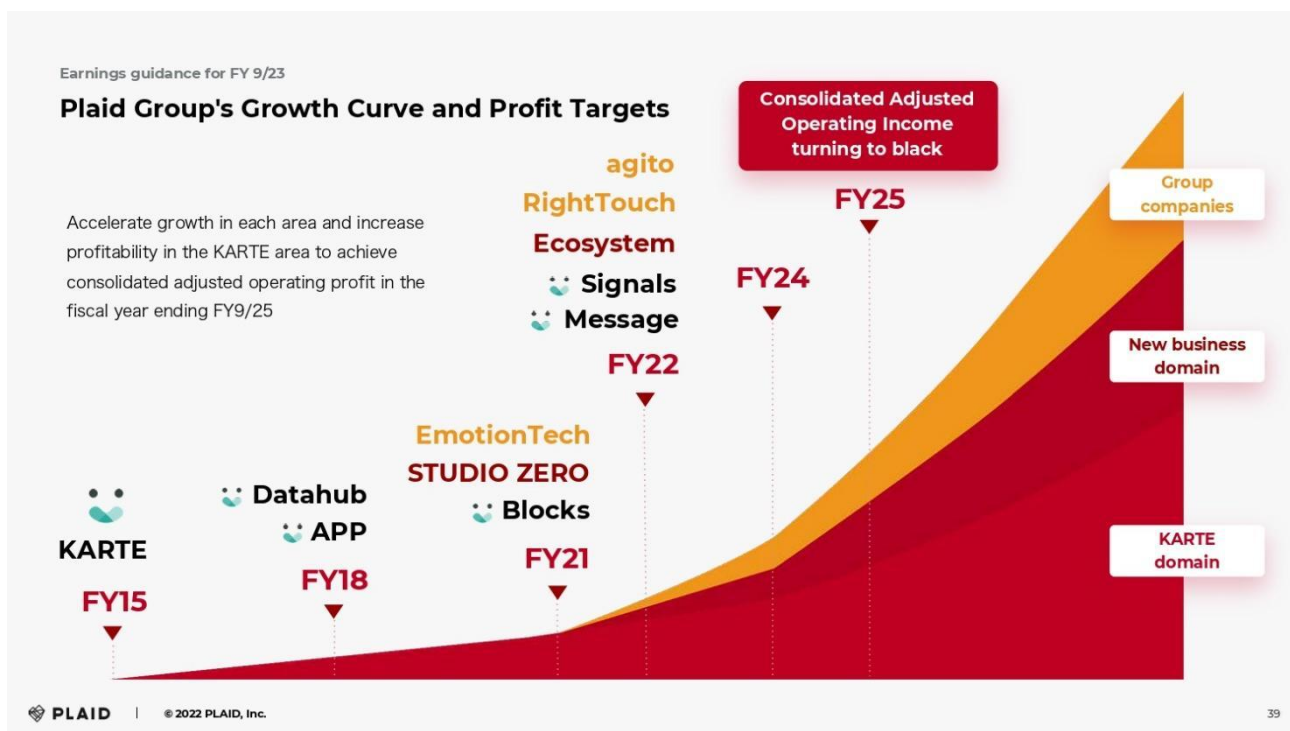 Earnings guidance for FY 9/23
Plaid Group's Growth Curve and Profit Targets
Accelerate growth in each area and increase
profitability in the KARTE area to achieve
consolidated adjusted operating profit in the
fiscal year ending FY9/25
KARTE
FY15
Datahub
APP
FY18
EmotionTech
STUDIO ZERO
Blocks
FY21
agito
RightTouch
Ecosystem
Signals
Message
FY22
FY24
Consolidated Adjusted
Operating Income
turning to black
FY25
Group
companies
New business
domain
KARTE
domain
PLAID
© 2022 PLAID, Inc.
39